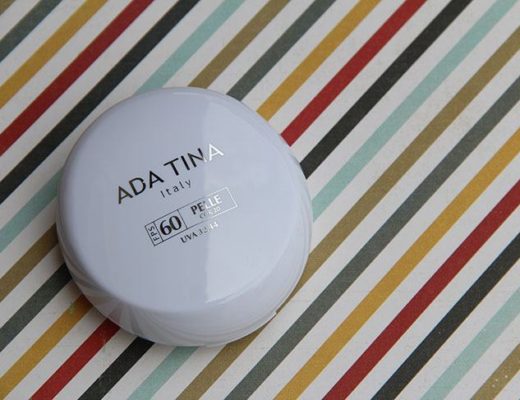 ADA TINA
Italy
FPS 60 PELLE
UVA